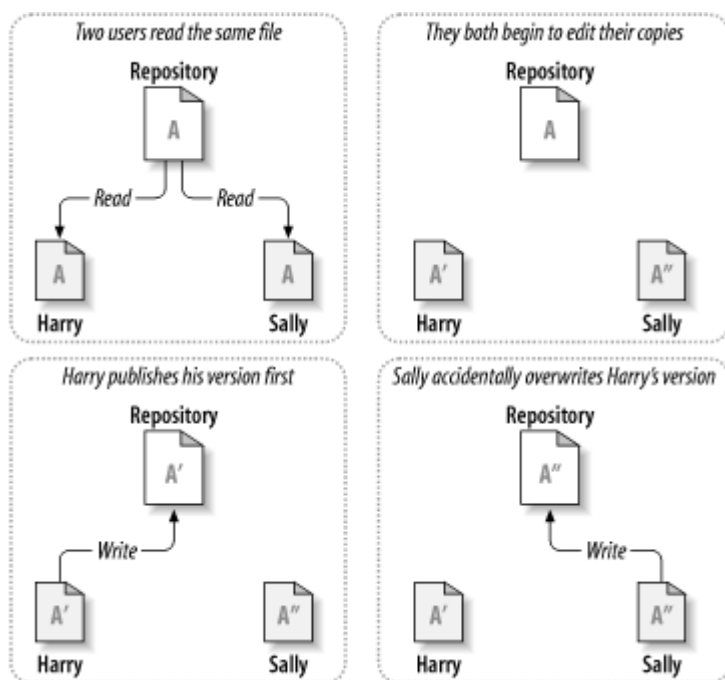 Two users read the same file
Repository
A
Read
Read
A
A
Harry
Sally
They both begin to edit their copies
Repository
A
A′
A″
Harry
Sally
Harry publishes his version first
Repository
A′
Write
A′
A″
Harry
Sally
Sally accidentally overwrites Harry’s version
Repository
A″
Write
A′
A″
Harry
Sally